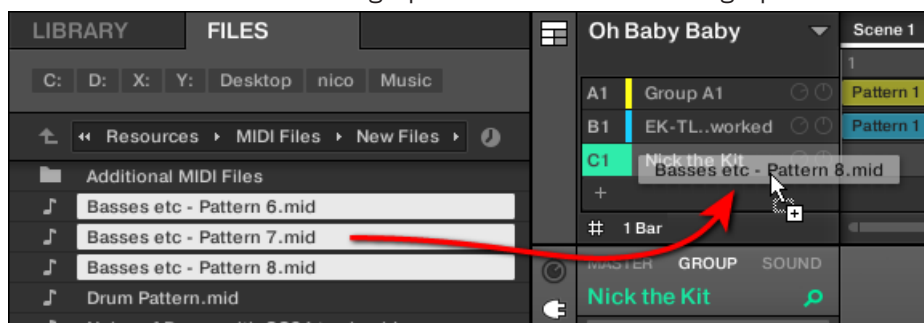 LIBRARY FILES
C: D: X: Y: Desktop nico Music
Resources MIDI Files New Files
Additional MIDI Files
Basses etc - Pattern 6.mid
Basses etc - Pattern 7.mid
Basses etc - Pattern 8.mid
Drum Pattern.mid
Oh Baby Baby
A1 Group A1
B1 EK-TL..worked
C1 Nick the Kit
Basses etc - Pattern 8.mid
+
# 1 Bar
MASTER GROUP SOUND
Nick the Kit
Scene 1
1
Pattern 1
Pattern 1